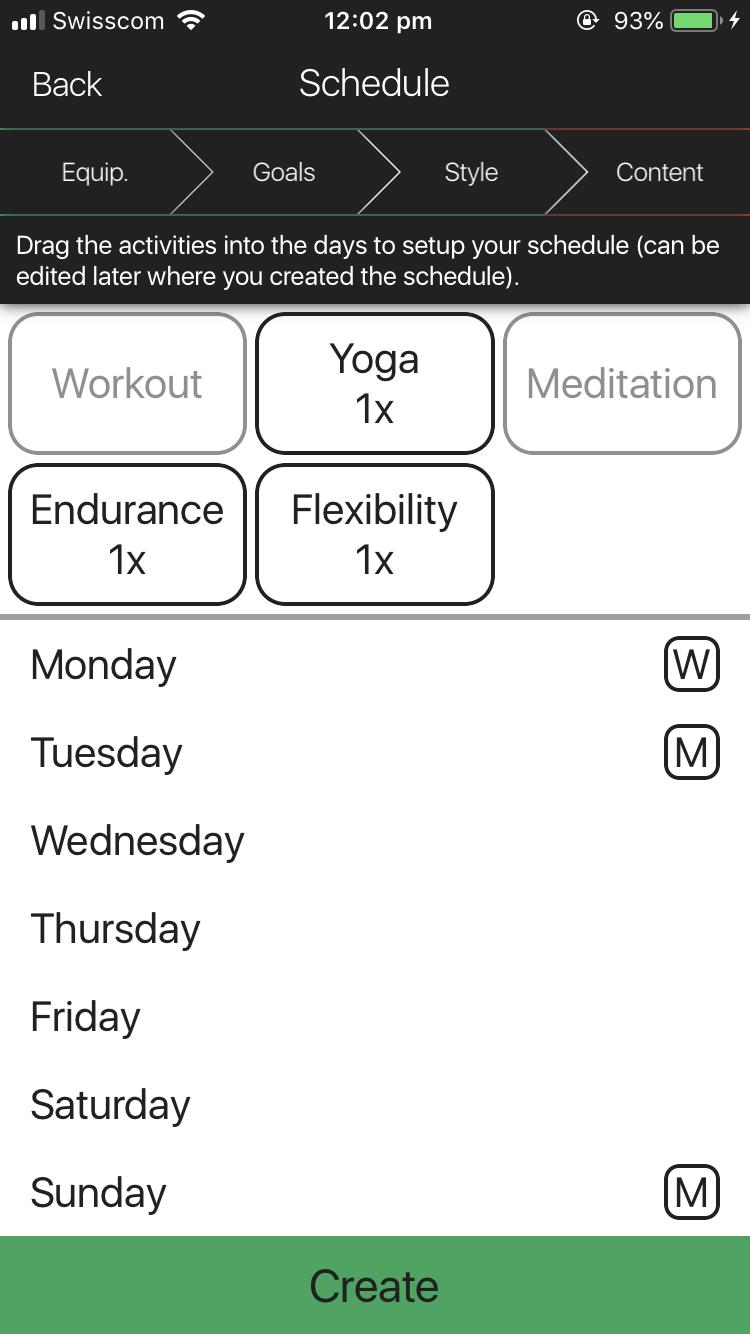 Swisscom 12:02 pm 93%
Back Schedule
Equip. Goals Style Content
Drag the activities into the days to setup your schedule (can be
edited later where you created the schedule).
Workout
Yoga
1x
Meditation
Endurance
1x
Flexibility
1x
Monday W
Tuesday M
Wednesday
Thursday
Friday
Saturday
Sunday M
Create